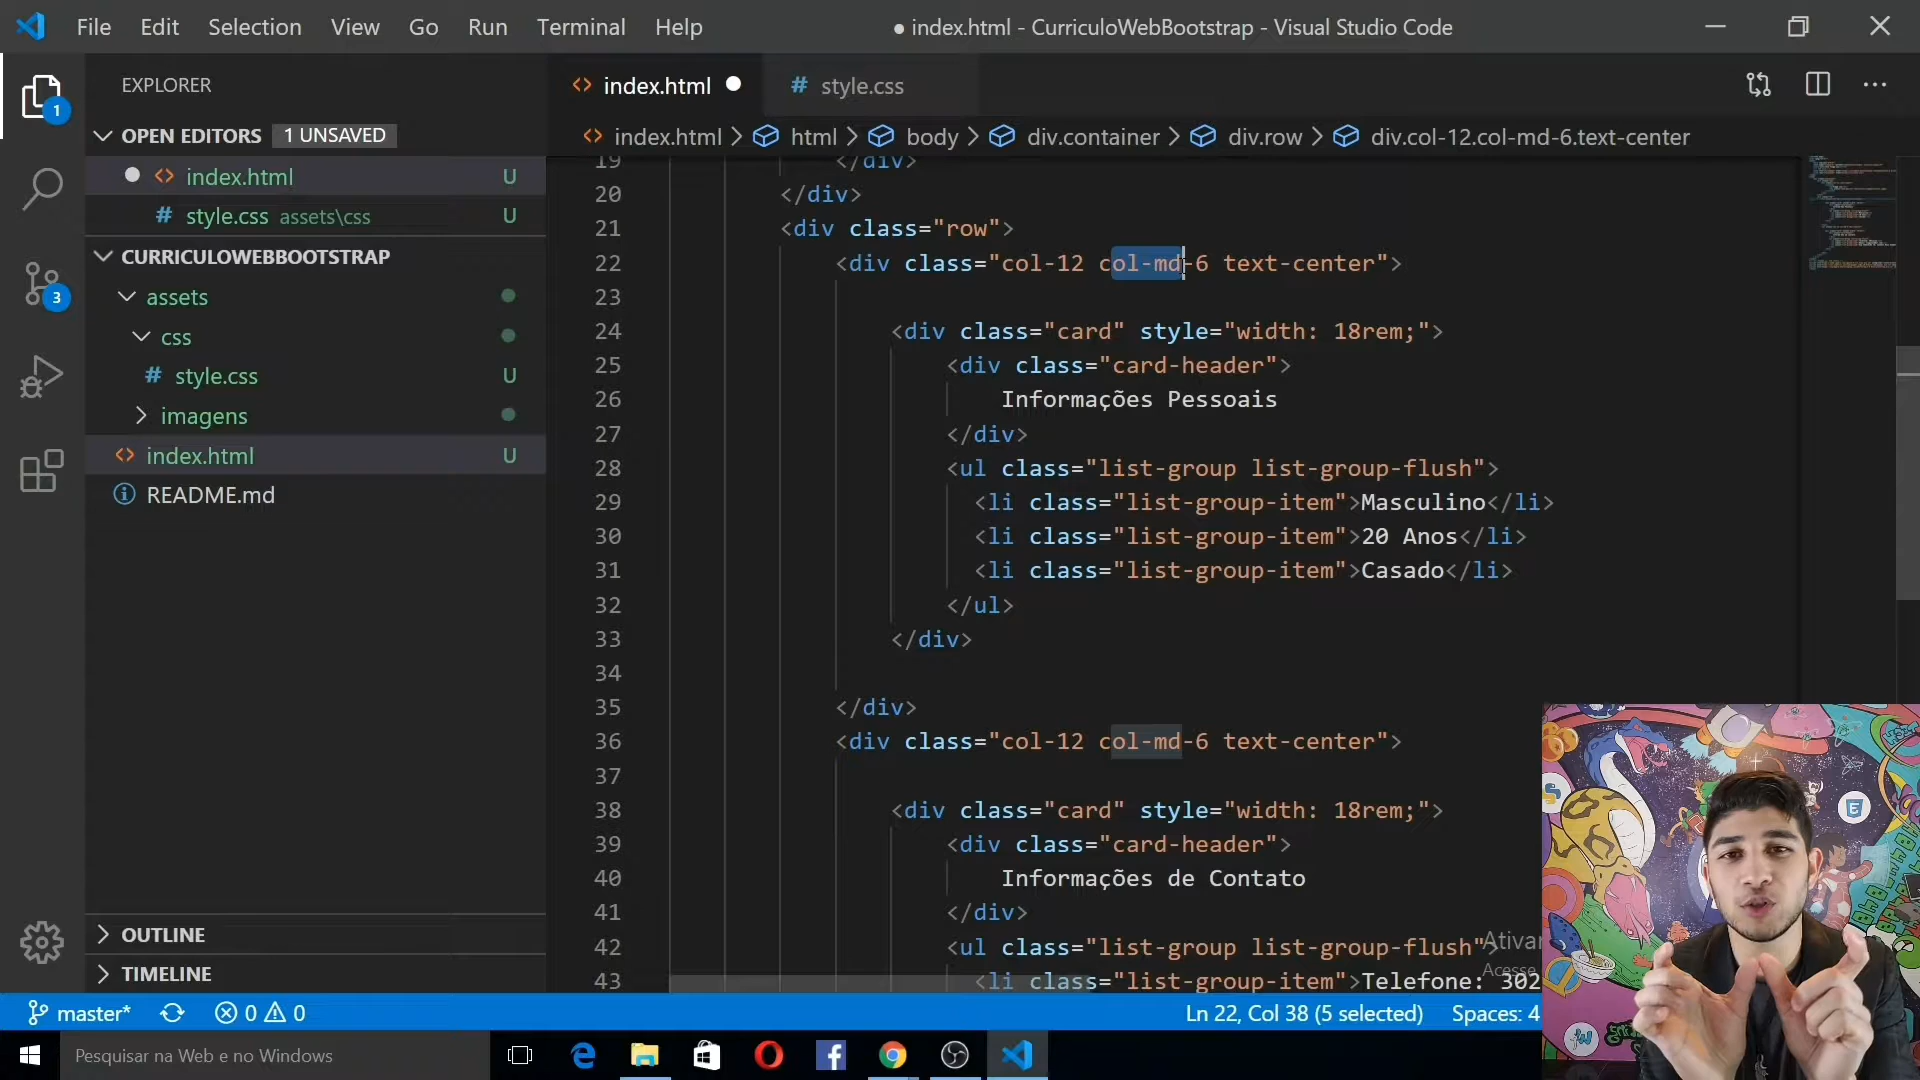 File Edit Selection View Go Run Terminal Help
● index.html - CurriculoWebBootstrap - Visual Studio Code
EXPLORER
OPEN EDITORS 1 UNSAVED
index.html U
style.css assets\css U
CURRICULOWEBBOOTSTRAP
assets
css
style.css U
imagens
index.html U
README.md
OUTLINE
TIMELINE
1
3
index.html
style.css
index.html > html > body > div.container > div.row > div.col-12.col-md-6.text-center
19 </div>
20 </div>
21 <div class="row">
22 <div class="col-12 col-md-6 text-center">
23
24 <div class="card" style="width: 18rem;">
25 <div class="card-header">
26 Informações Pessoais
27 </div>
28 <ul class="list-group list-group-flush">
29 <li class="list-group-item">Masculino</li>
30 <li class="list-group-item">20 Anos</li>
31 <li class="list-group-item">Casado</li>
32 </ul>
33 </div>
34
35 </div>
36 <div class="col-12 col-md-6 text-center">
37
38 <div class="card" style="width: 18rem;">
39 <div class="card-header">
40 Informações de Contato
41 </div>
42 <ul class="list-group list-group-flush">
43 <li class="list-group-item">Telefone: 302
Ativar
Acesse
master* 0 0
Ln 22, Col 38 (5 selected) Spaces: 4
Pesquisar na Web e no Windows